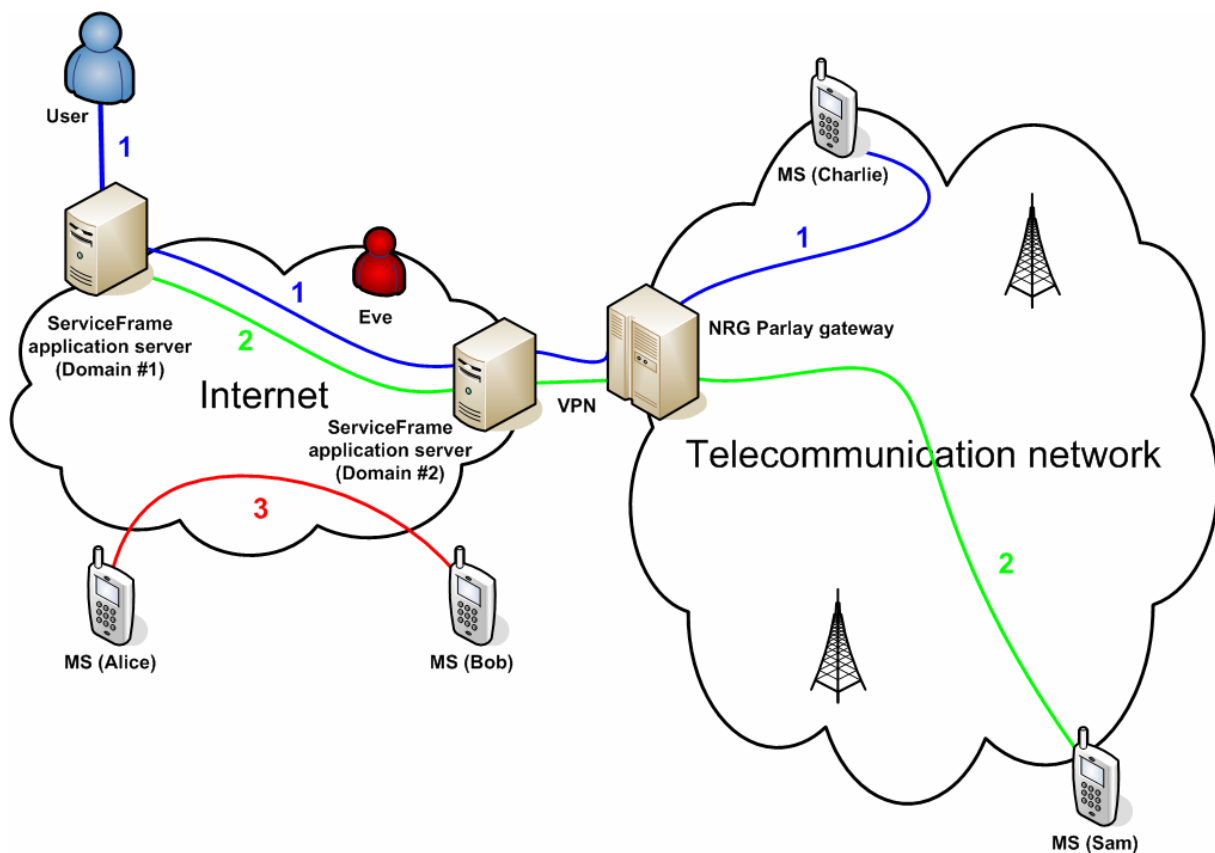 User
1
MS (Charlie)
1
ServiceFrame
application server
(Domain #1)
1
Eve
2
NRG Parlay gateway
Internet
VPN
ServiceFrame
application server
(Domain #2)
Telecommunication network
3
2
MS (Alice)
MS (Bob)
MS (Sam)